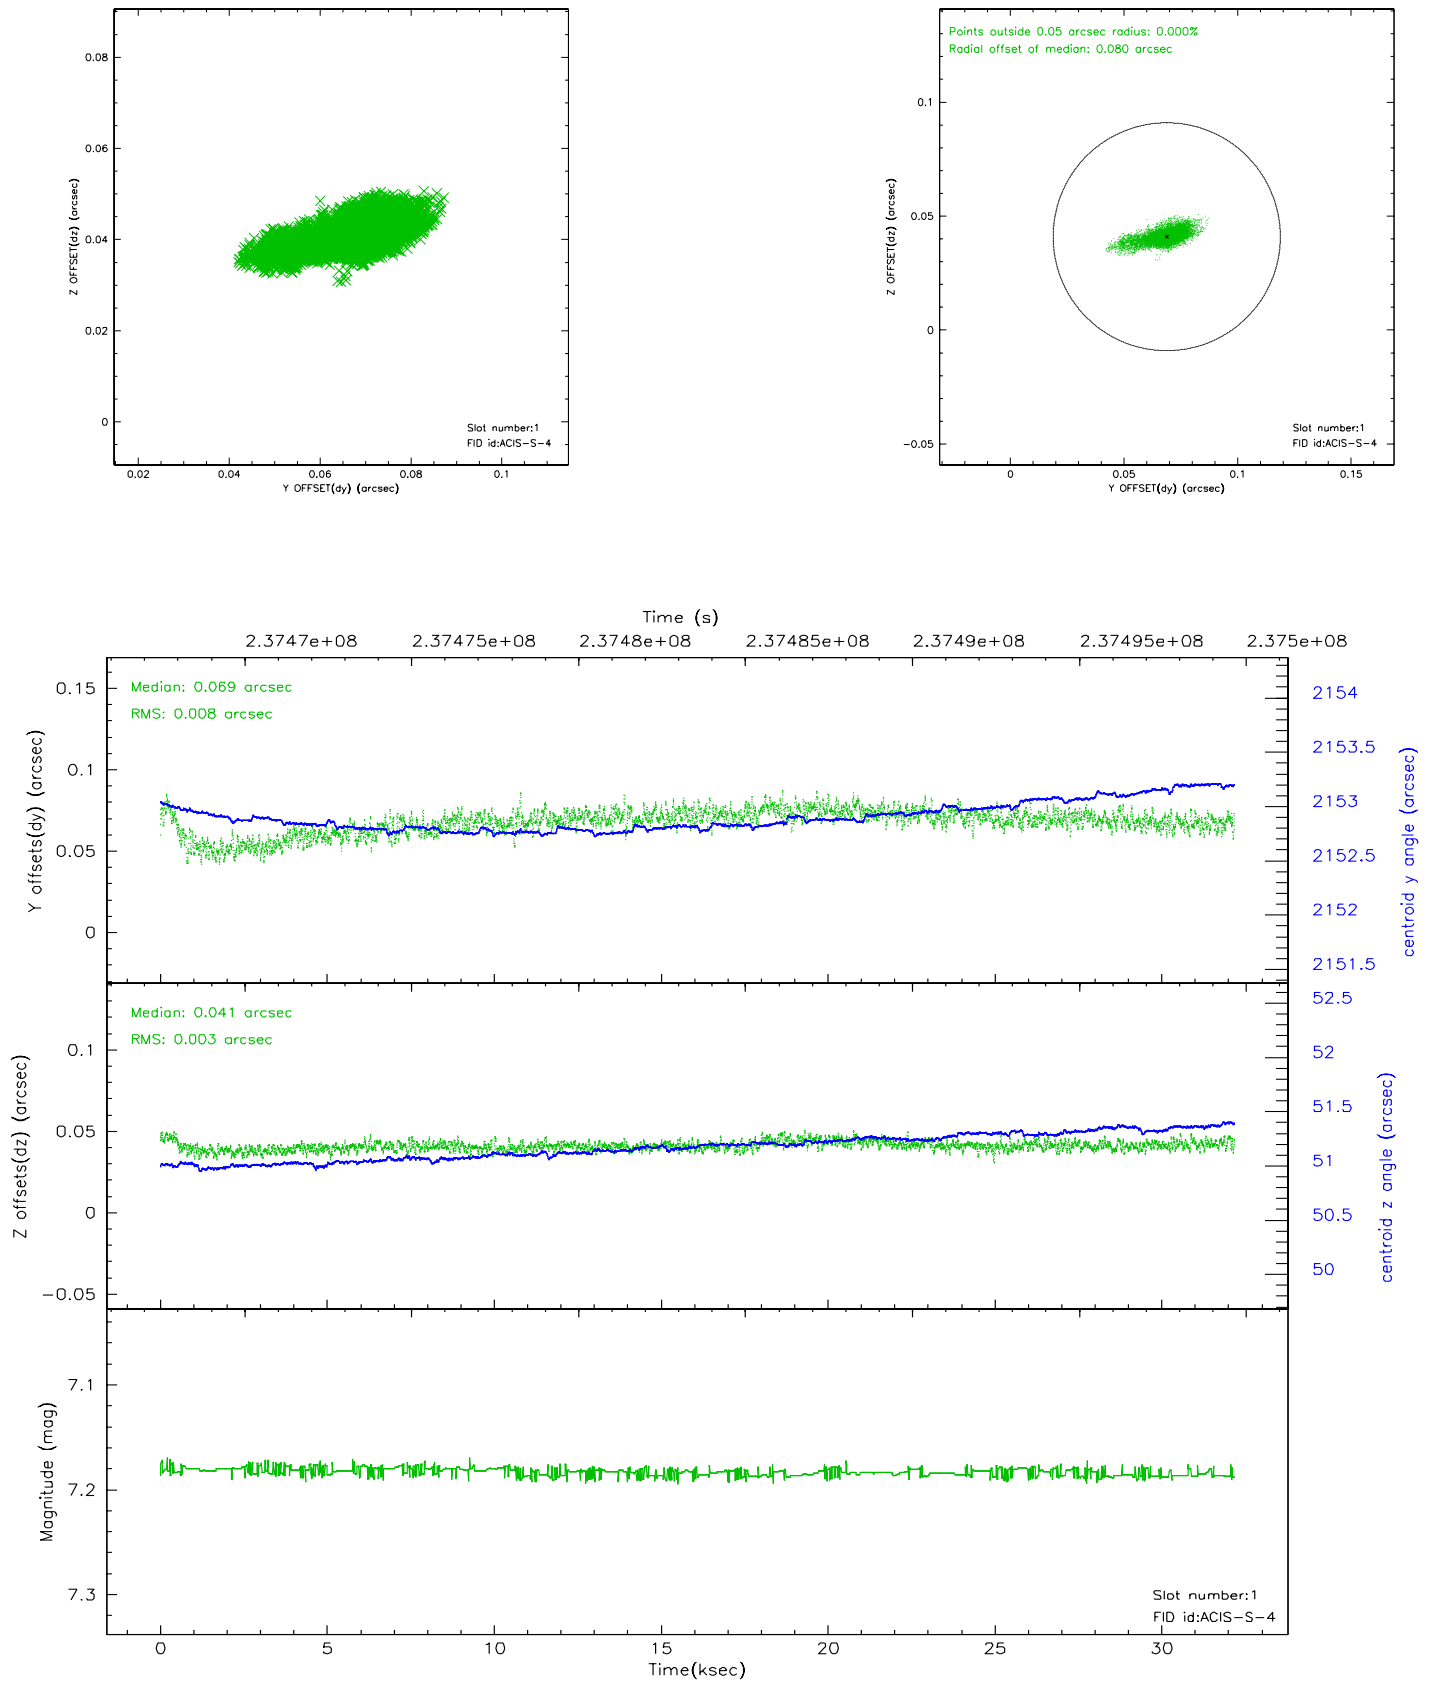 0.08
0.06
0.04
0.02
0
Z OFFSET(dz) (arcsec)
Slot number:1
FID id:ACIS-S-4
0.02 0.04 0.06 0.08 0.1
Y OFFSET(dy) (arcsec)
Points outside 0.05 arcsec radius: 0.000%
Radial offset of median: 0.080 arcsec
0.1
0.05
0
-0.05
Z OFFSET(dz) (arcsec)
Slot number:1
FID id:ACIS-S-4
0 0.05 0.1 0.15
Y OFFSET(dy) (arcsec)
Time (s)
2.3747e+08 2.37475e+08 2.3748e+08 2.37485e+08 2.3749e+08 2.37495e+08 2.375e+08
Median: 0.069 arcsec
RMS: 0.008 arcsec
0.15
0.1
0.05
0
Y offsets(dy) (arcsec)
2154
2153.5
2153
2152.5
2152
2151.5
centroid y angle (arcsec)
Median: 0.041 arcsec
RMS: 0.003 arcsec
0.1
0.05
0
-0.05
Z offsets(dz) (arcsec)
52.5
52
51.5
51
50.5
50
centroid z angle (arcsec)
7.1
7.2
7.3
Magnitude (mag)
Slot number:1
FID id:ACIS-S-4
0 5 10 15 20 25 30
Time(ksec)